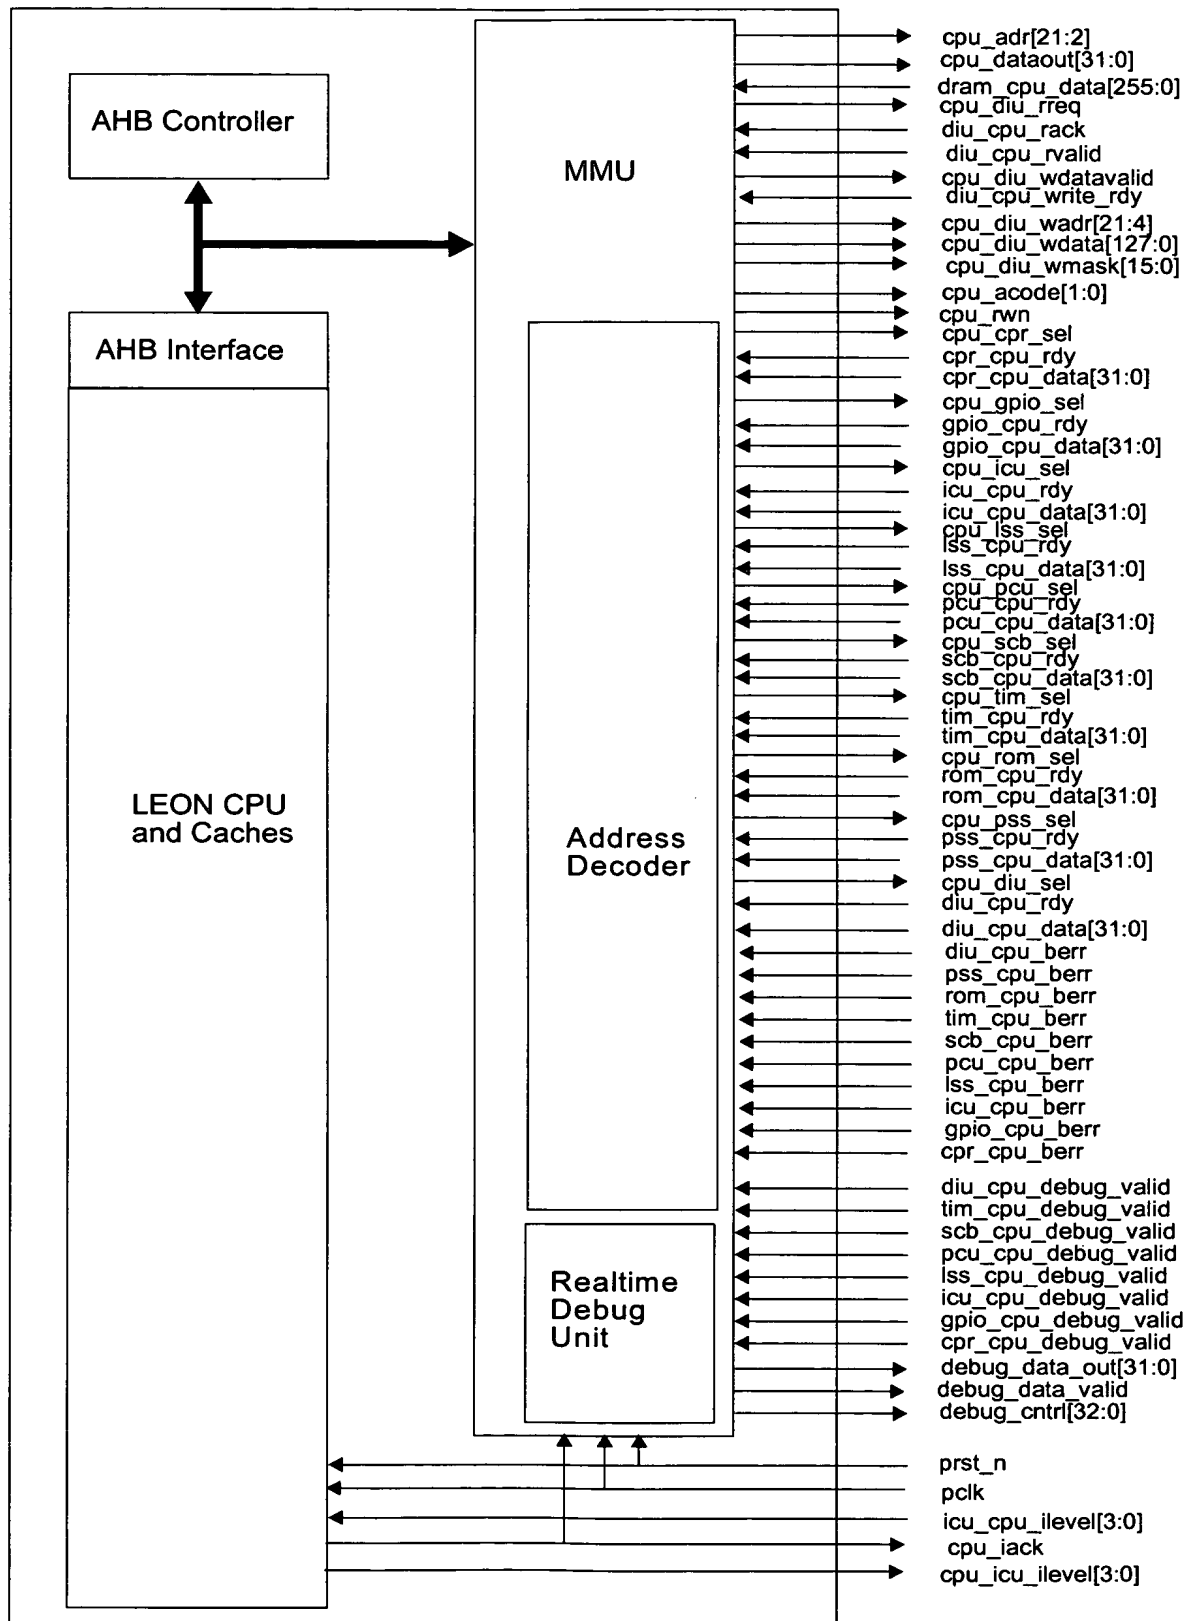 AHB Controller
MMU
AHB Interface
LEON CPU
and Caches
Address
Decoder
Realtime
Debug
Unit
cpu_adr[21:2]
cpu_dataout[31:0]
dram_cpu_data[255:0]
cpu_diu_rreq
diu_cpu_rack
diu_cpu_rvalid
cpu_diu_wdatavalid
diu_cpu_write_rdy
cpu_diu_wadr[21:4]
cpu_diu_wdata[127:0]
cpu_diu_wmask[15:0]
cpu_acode[1:0]
cpu_rwn
cpu_cpr_sel
cpr_cpu_rdy
cpr_cpu_data[31:0]
cpu_gpio_sel
gpio_cpu_rdy
gpio_cpu_data[31:0]
cpu_icu_sel
icu_cpu_rdy
icu_cpu_data[31:0]
cpu_lss_sel
lss_cpu_rdy
lss_cpu_data[31:0]
cpu_pcu_sel
pcu_cpu_rdy
pcu_cpu_data[31:0]
cpu_scb_sel
scb_cpu_rdy
scb_cpu_data[31:0]
cpu_tim_sel
tim_cpu_rdy
tim_cpu_data[31:0]
cpu_rom_sel
rom_cpu_rdy
rom_cpu_data[31:0]
cpu_pss_sel
pss_cpu_rdy
pss_cpu_data[31:0]
cpu_diu_sel
diu_cpu_rdy
diu_cpu_data[31:0]
diu_cpu_berr
pss_cpu_berr
rom_cpu_berr
tim_cpu_berr
scb_cpu_berr
pcu_cpu_berr
lss_cpu_berr
icu_cpu_berr
gpio_cpu_berr
cpr_cpu_berr
diu_cpu_debug_valid
tim_cpu_debug_valid
scb_cpu_debug_valid
pcu_cpu_debug_valid
lss_cpu_debug_valid
icu_cpu_debug_valid
gpio_cpu_debug_valid
cpr_cpu_debug_valid
debug_data_out[31:0]
debug_data_valid
debug_cntrl[32:0]
prst_n
pclk
icu_cpu_ilevel[3:0]
cpu_iack
cpu_icu_ilevel[3:0]